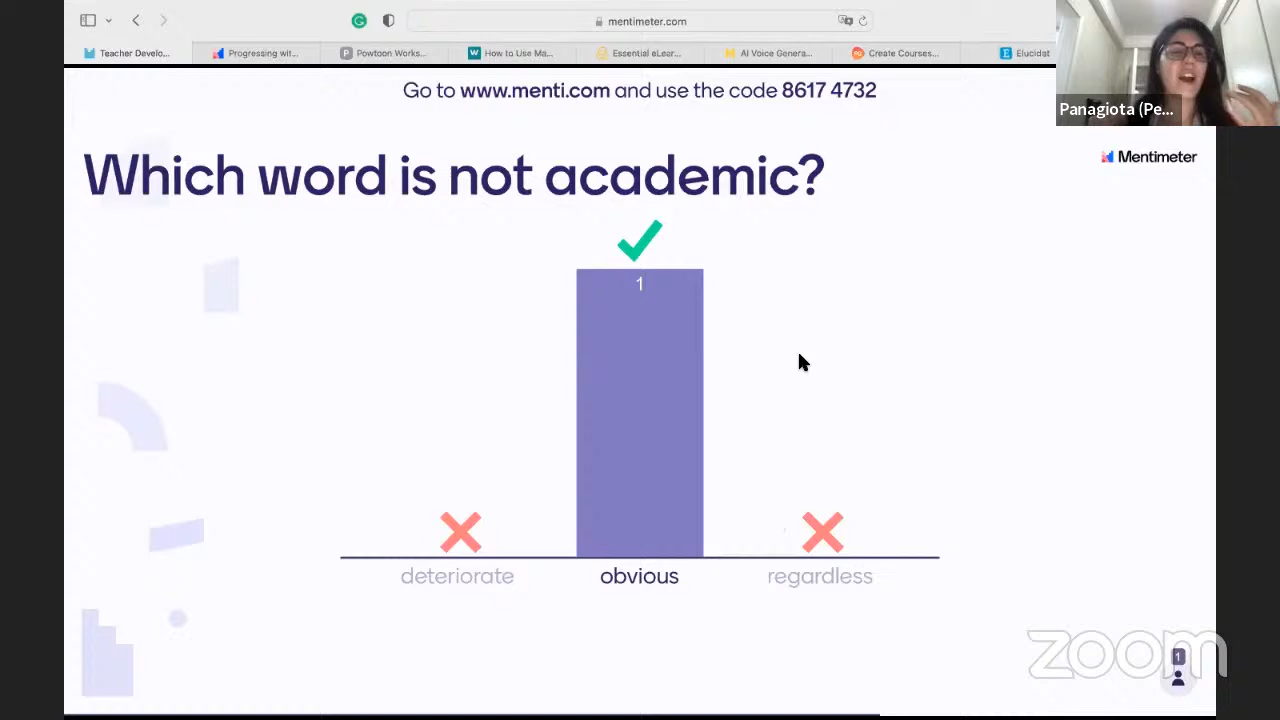 mentimeter.com
Teacher Develo...
Progressing wit...
Powtoon Works...
How to Use Ma...
Essential eLear...
AI Voice Genera...
Create Courses...
Elucidat
Go to www.menti.com and use the code 8617 4732
Panagiota (Pe...
Mentimeter
Which word is not academic?
1
deteriorate
obvious
regardless
zoom
1